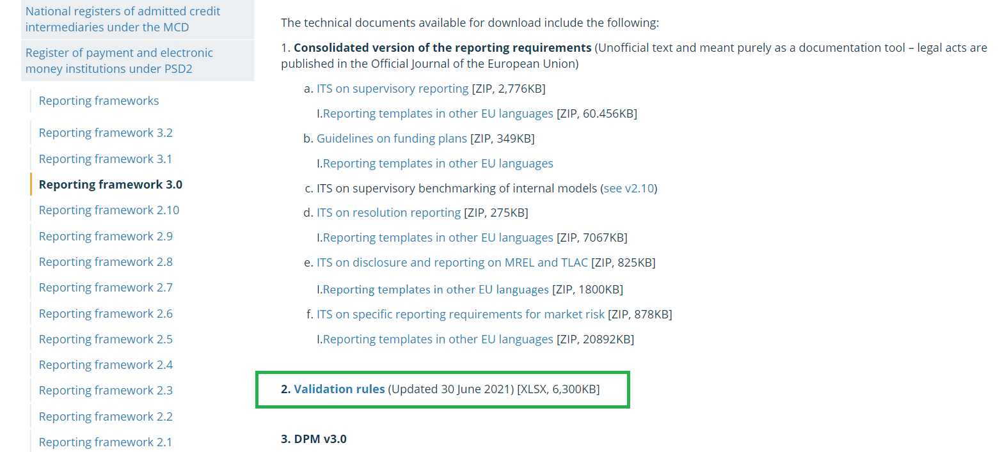 National registers of admitted credit
intermediaries under the MCD
Register of payment and electronic
money institutions under PSD2
Reporting frameworks
Reporting framework 3.2
Reporting framework 3.1
Reporting framework 3.0
Reporting framework 2.10
Reporting framework 2.9
Reporting framework 2.8
Reporting framework 2.7
Reporting framework 2.6
Reporting framework 2.5
Reporting framework 2.4
Reporting framework 2.3
Reporting framework 2.2
Reporting framework 2.1
The technical documents available for download include the following:
1. Consolidated version of the reporting requirements (Unofficial text and meant purely as a documentation tool – legal acts are
published in the Official Journal of the European Union)
a. ITS on supervisory reporting [ZIP, 2,776KB]
I.Reporting templates in other EU languages [ZIP, 60.456KB]
b. Guidelines on funding plans [ZIP, 349KB]
I.Reporting templates in other EU languages
c. ITS on supervisory benchmarking of internal models (see v2.10)
d. ITS on resolution reporting [ZIP, 275KB]
I.Reporting templates in other EU languages [ZIP, 7067KB]
e. ITS on disclosure and reporting on MREL and TLAC [ZIP, 825KB]
I.Reporting templates in other EU languages [ZIP, 1800KB]
f. ITS on specific reporting requirements for market risk [ZIP, 878KB]
I.Reporting templates in other EU languages [ZIP, 20892KB]
2. Validation rules (Updated 30 June 2021) [XLSX, 6,300KB]
3. DPM v3.0